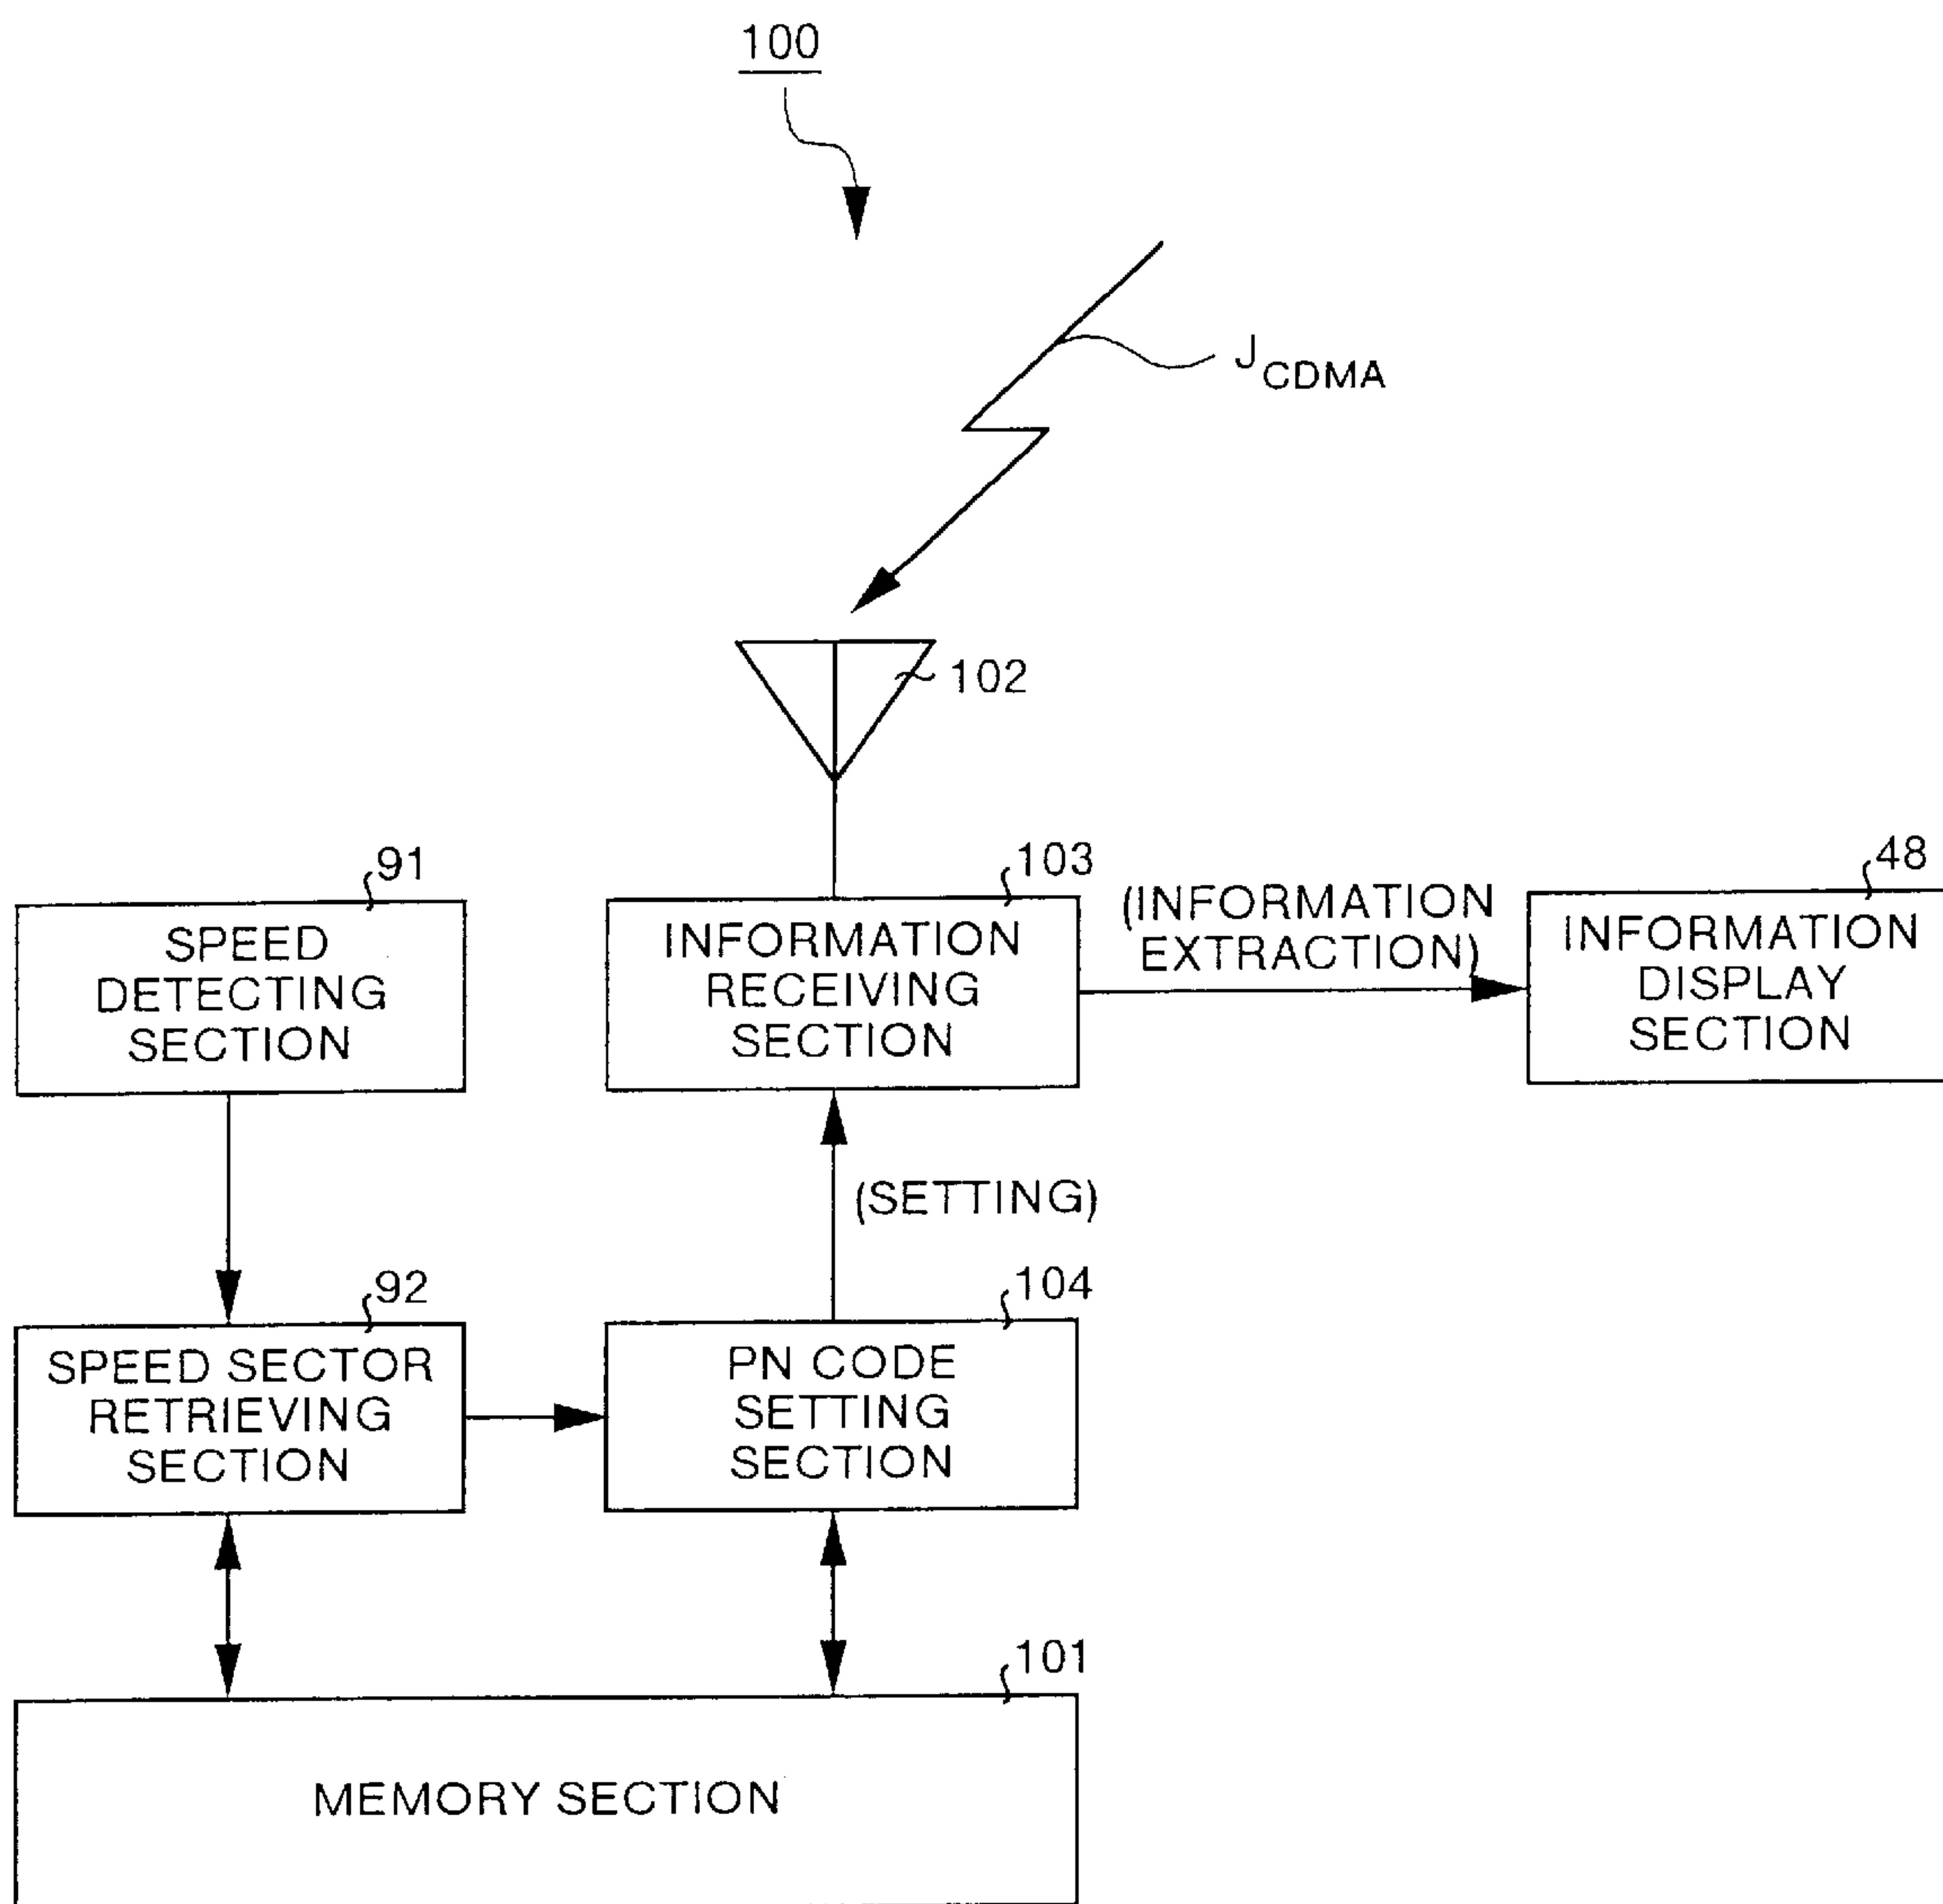 100
J CDMA
102
91
SPEED
DETECTING
SECTION
103
INFORMATION
RECEIVING
SECTION
(INFORMATION
EXTRACTION)
48
INFORMATION
DISPLAY
SECTION
(SETTING)
92
SPEED SECTOR
RETRIEVING
SECTION
104
PN CODE
SETTING
SECTION
101
MEMORY SECTION